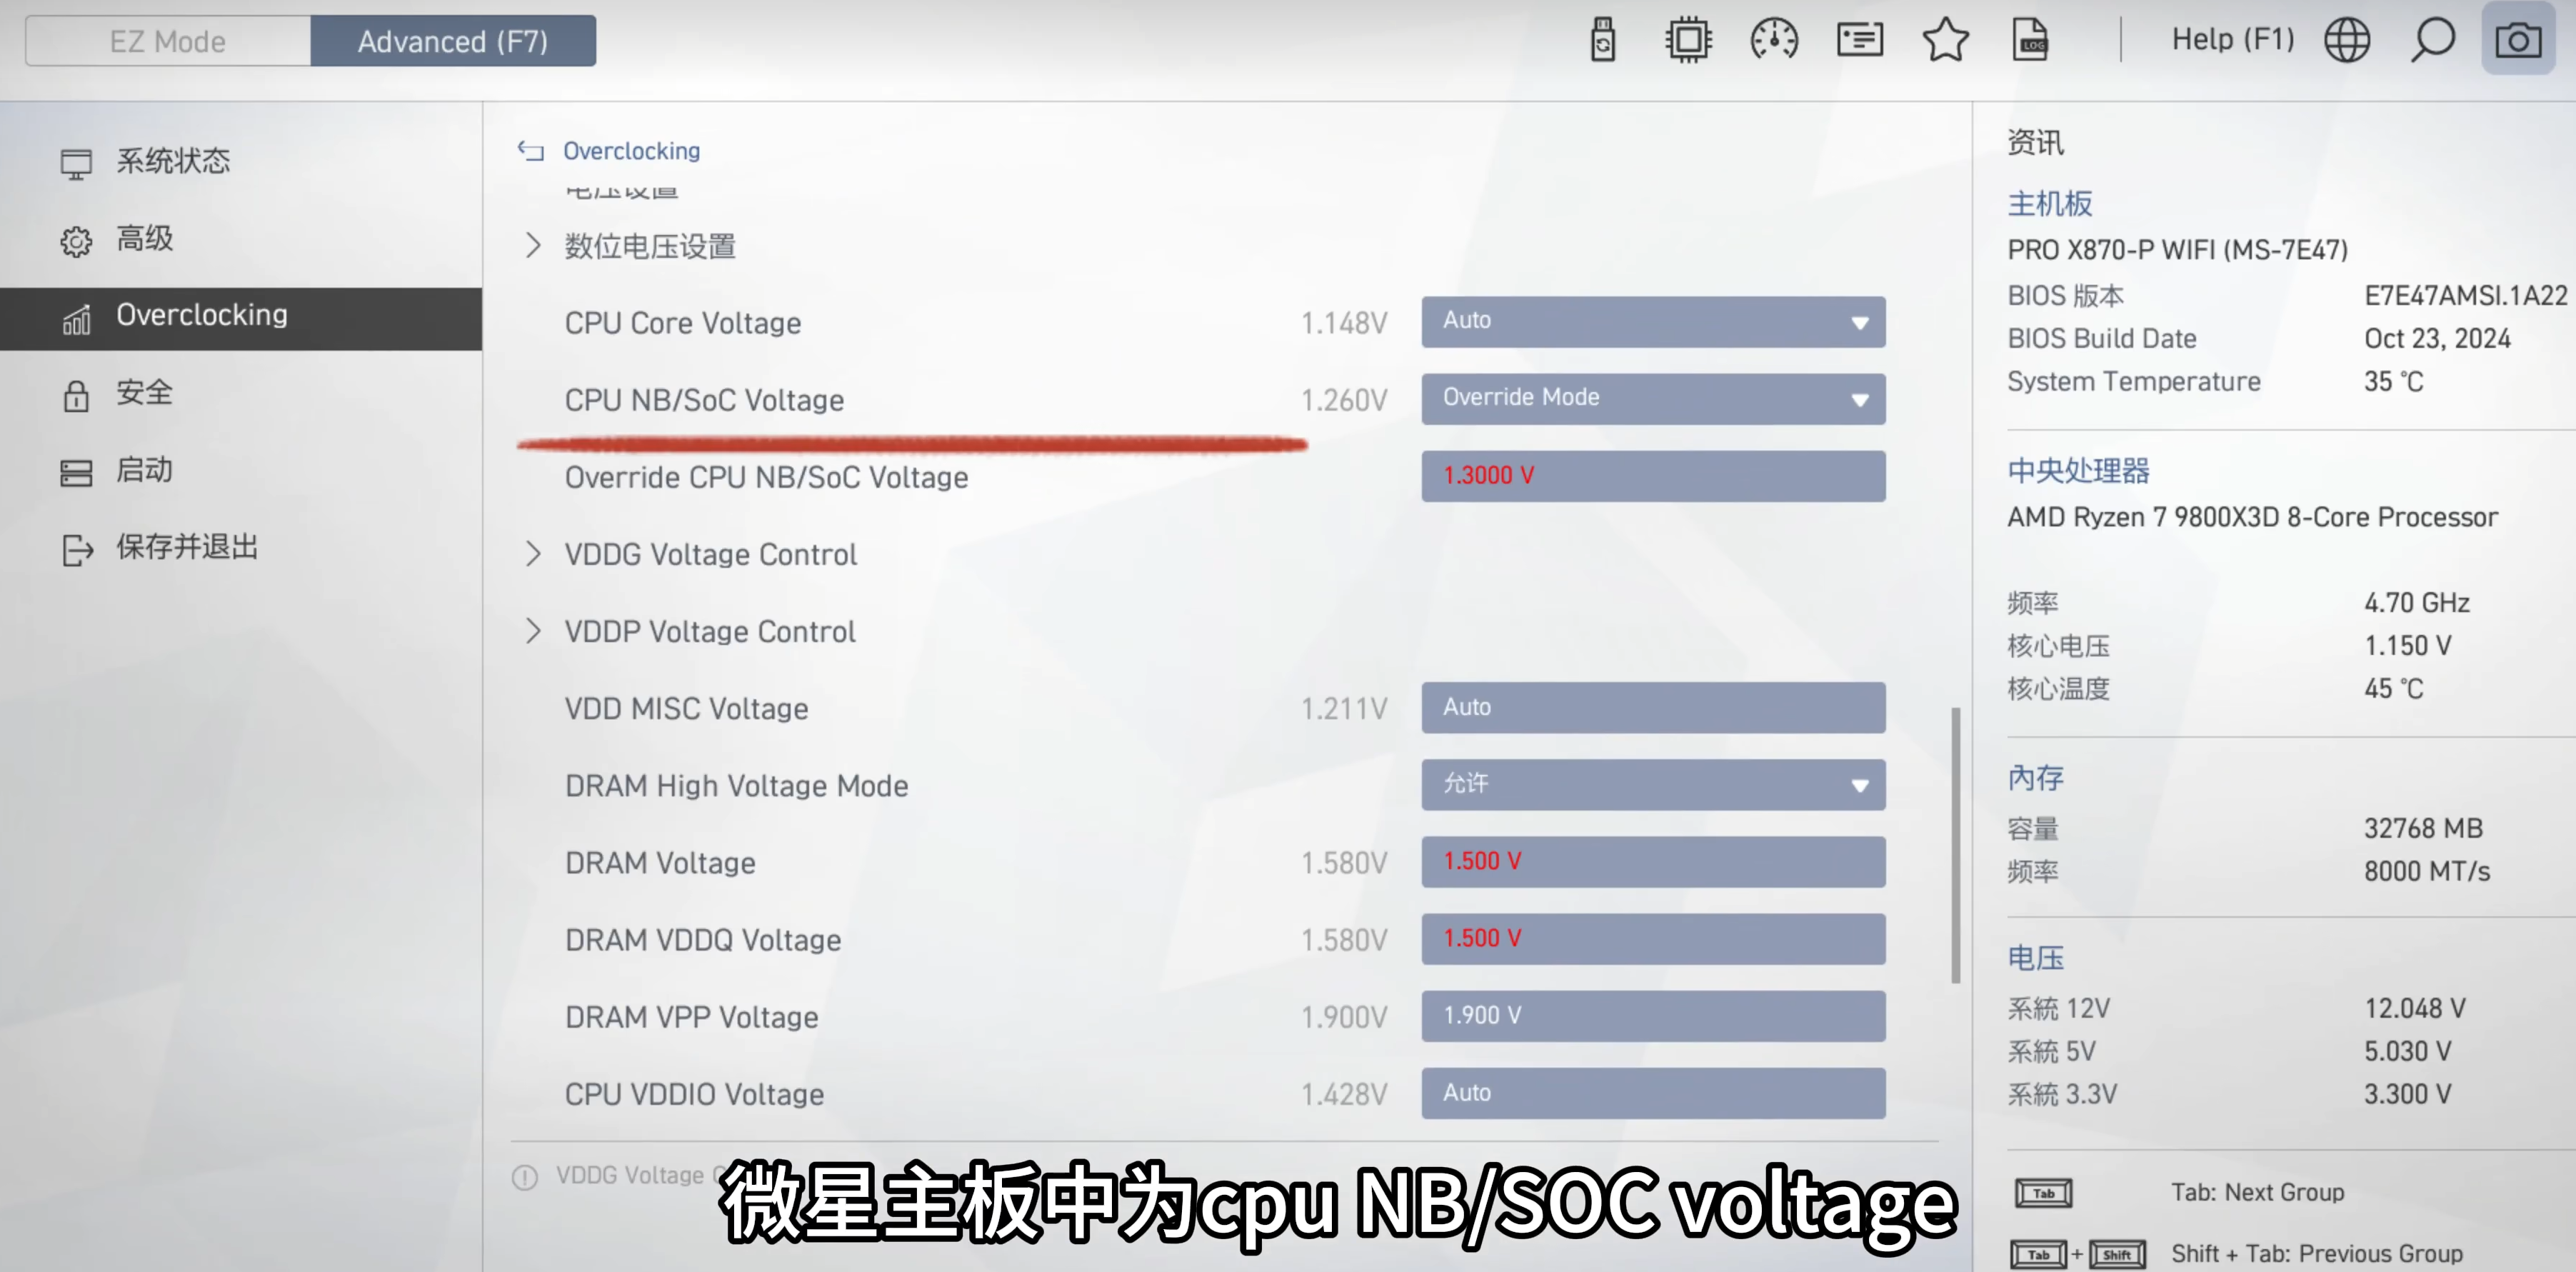 EZ Mode
Advanced (F7)
LOG
Help (F1)
系统状态
高级
Overclocking
安全
启动
保存并退出
Overclocking
电压设置
数位电压设置
CPU Core Voltage 1.148V Auto
CPU NB/SoC Voltage 1.260V Override Mode
Override CPU NB/SoC Voltage 1.3000 V
VDDG Voltage Control
VDDP Voltage Control
VDD MISC Voltage 1.211V Auto
DRAM High Voltage Mode 允许
DRAM Voltage 1.580V 1.500 V
DRAM VDDQ Voltage 1.580V 1.500 V
DRAM VPP Voltage 1.900V 1.900 V
CPU VDDIO Voltage 1.428V Auto
VDDG Voltage
微星主板中为cpu NB/SOC voltage
资讯
主机板
PRO X870-P WIFI (MS-7E47)
BIOS 版本 E7E47AMSI.1A22
BIOS Build Date Oct 23, 2024
System Temperature 35 ℃
中央处理器
AMD Ryzen 7 9800X3D 8-Core Processor
频率 4.70 GHz
核心电压 1.150 V
核心温度 45 ℃
內存
容量 32768 MB
频率 8000 MT/s
电压
系統 12V 12.048 V
系統 5V 5.030 V
系統 3.3V 3.300 V
Tab Tab: Next Group
Tab + Shift Shift + Tab: Previous Group